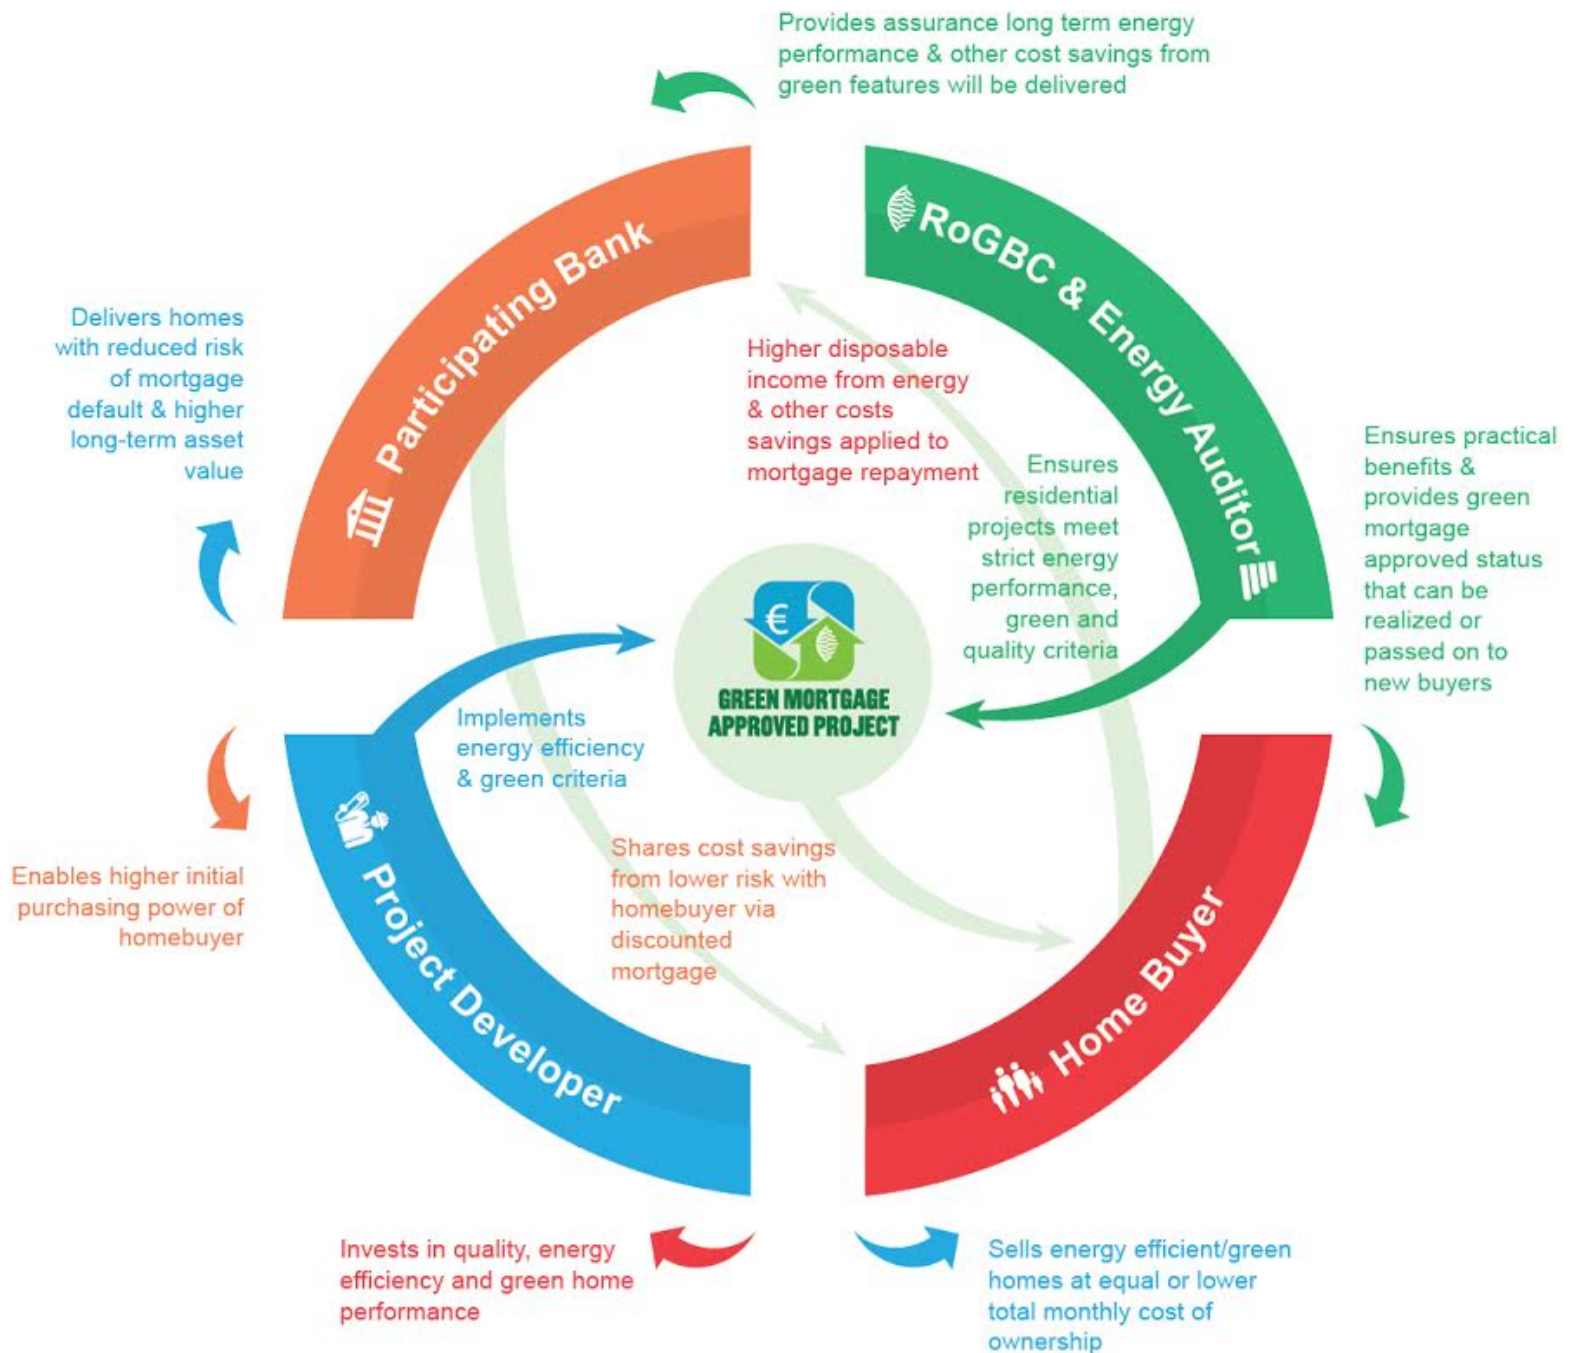 Provides assurance long term energy
performance & other cost savings from
green features will be delivered
Participating Bank
RoGBC & Energy Auditor
Delivers homes
with reduced risk
of mortgage
default & higher
long-term asset
value
Higher disposable
income from energy
& other costs
savings applied to
mortgage repayment
Ensures
residential
projects meet
strict energy
performance,
green and
quality criteria
Ensures practical
benefits &
provides green
mortgage
approved status
that can be
realized or
passed on to
new buyers
€
GREEN MORTGAGE
APPROVED PROJECT
Implements
energy efficiency
& green criteria
Enables higher initial
purchasing power of
homebuyer
Shares cost savings
from lower risk with
homebuyer via
discounted
mortgage
Project Developer
Home Buyer
Invests in quality, energy
efficiency and green home
performance
Sells energy efficient/green
homes at equal or lower
total monthly cost of
ownership